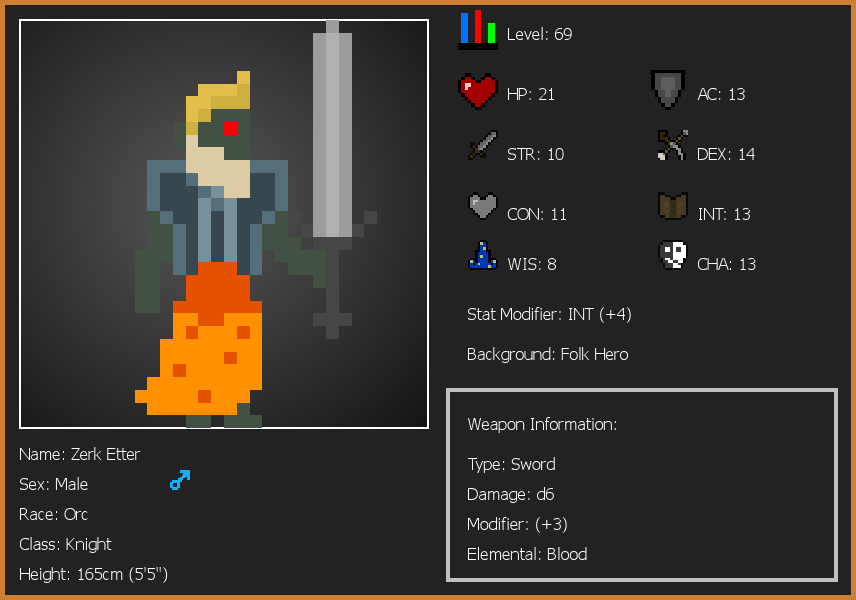 Level: 69
HP: 21
AC: 13
STR: 10
DEX: 14
CON: 11
INT: 13
WIS: 8
CHA: 13
Stat Modifier: INT (+4)
Background: Folk Hero
Weapon Information:
Type: Sword
Damage: d6
Modifier: (+3)
Elemental: Blood
Name: Zerk Etter
Sex: Male
Race: Orc
Class: Knight
Height: 165cm (5'5")